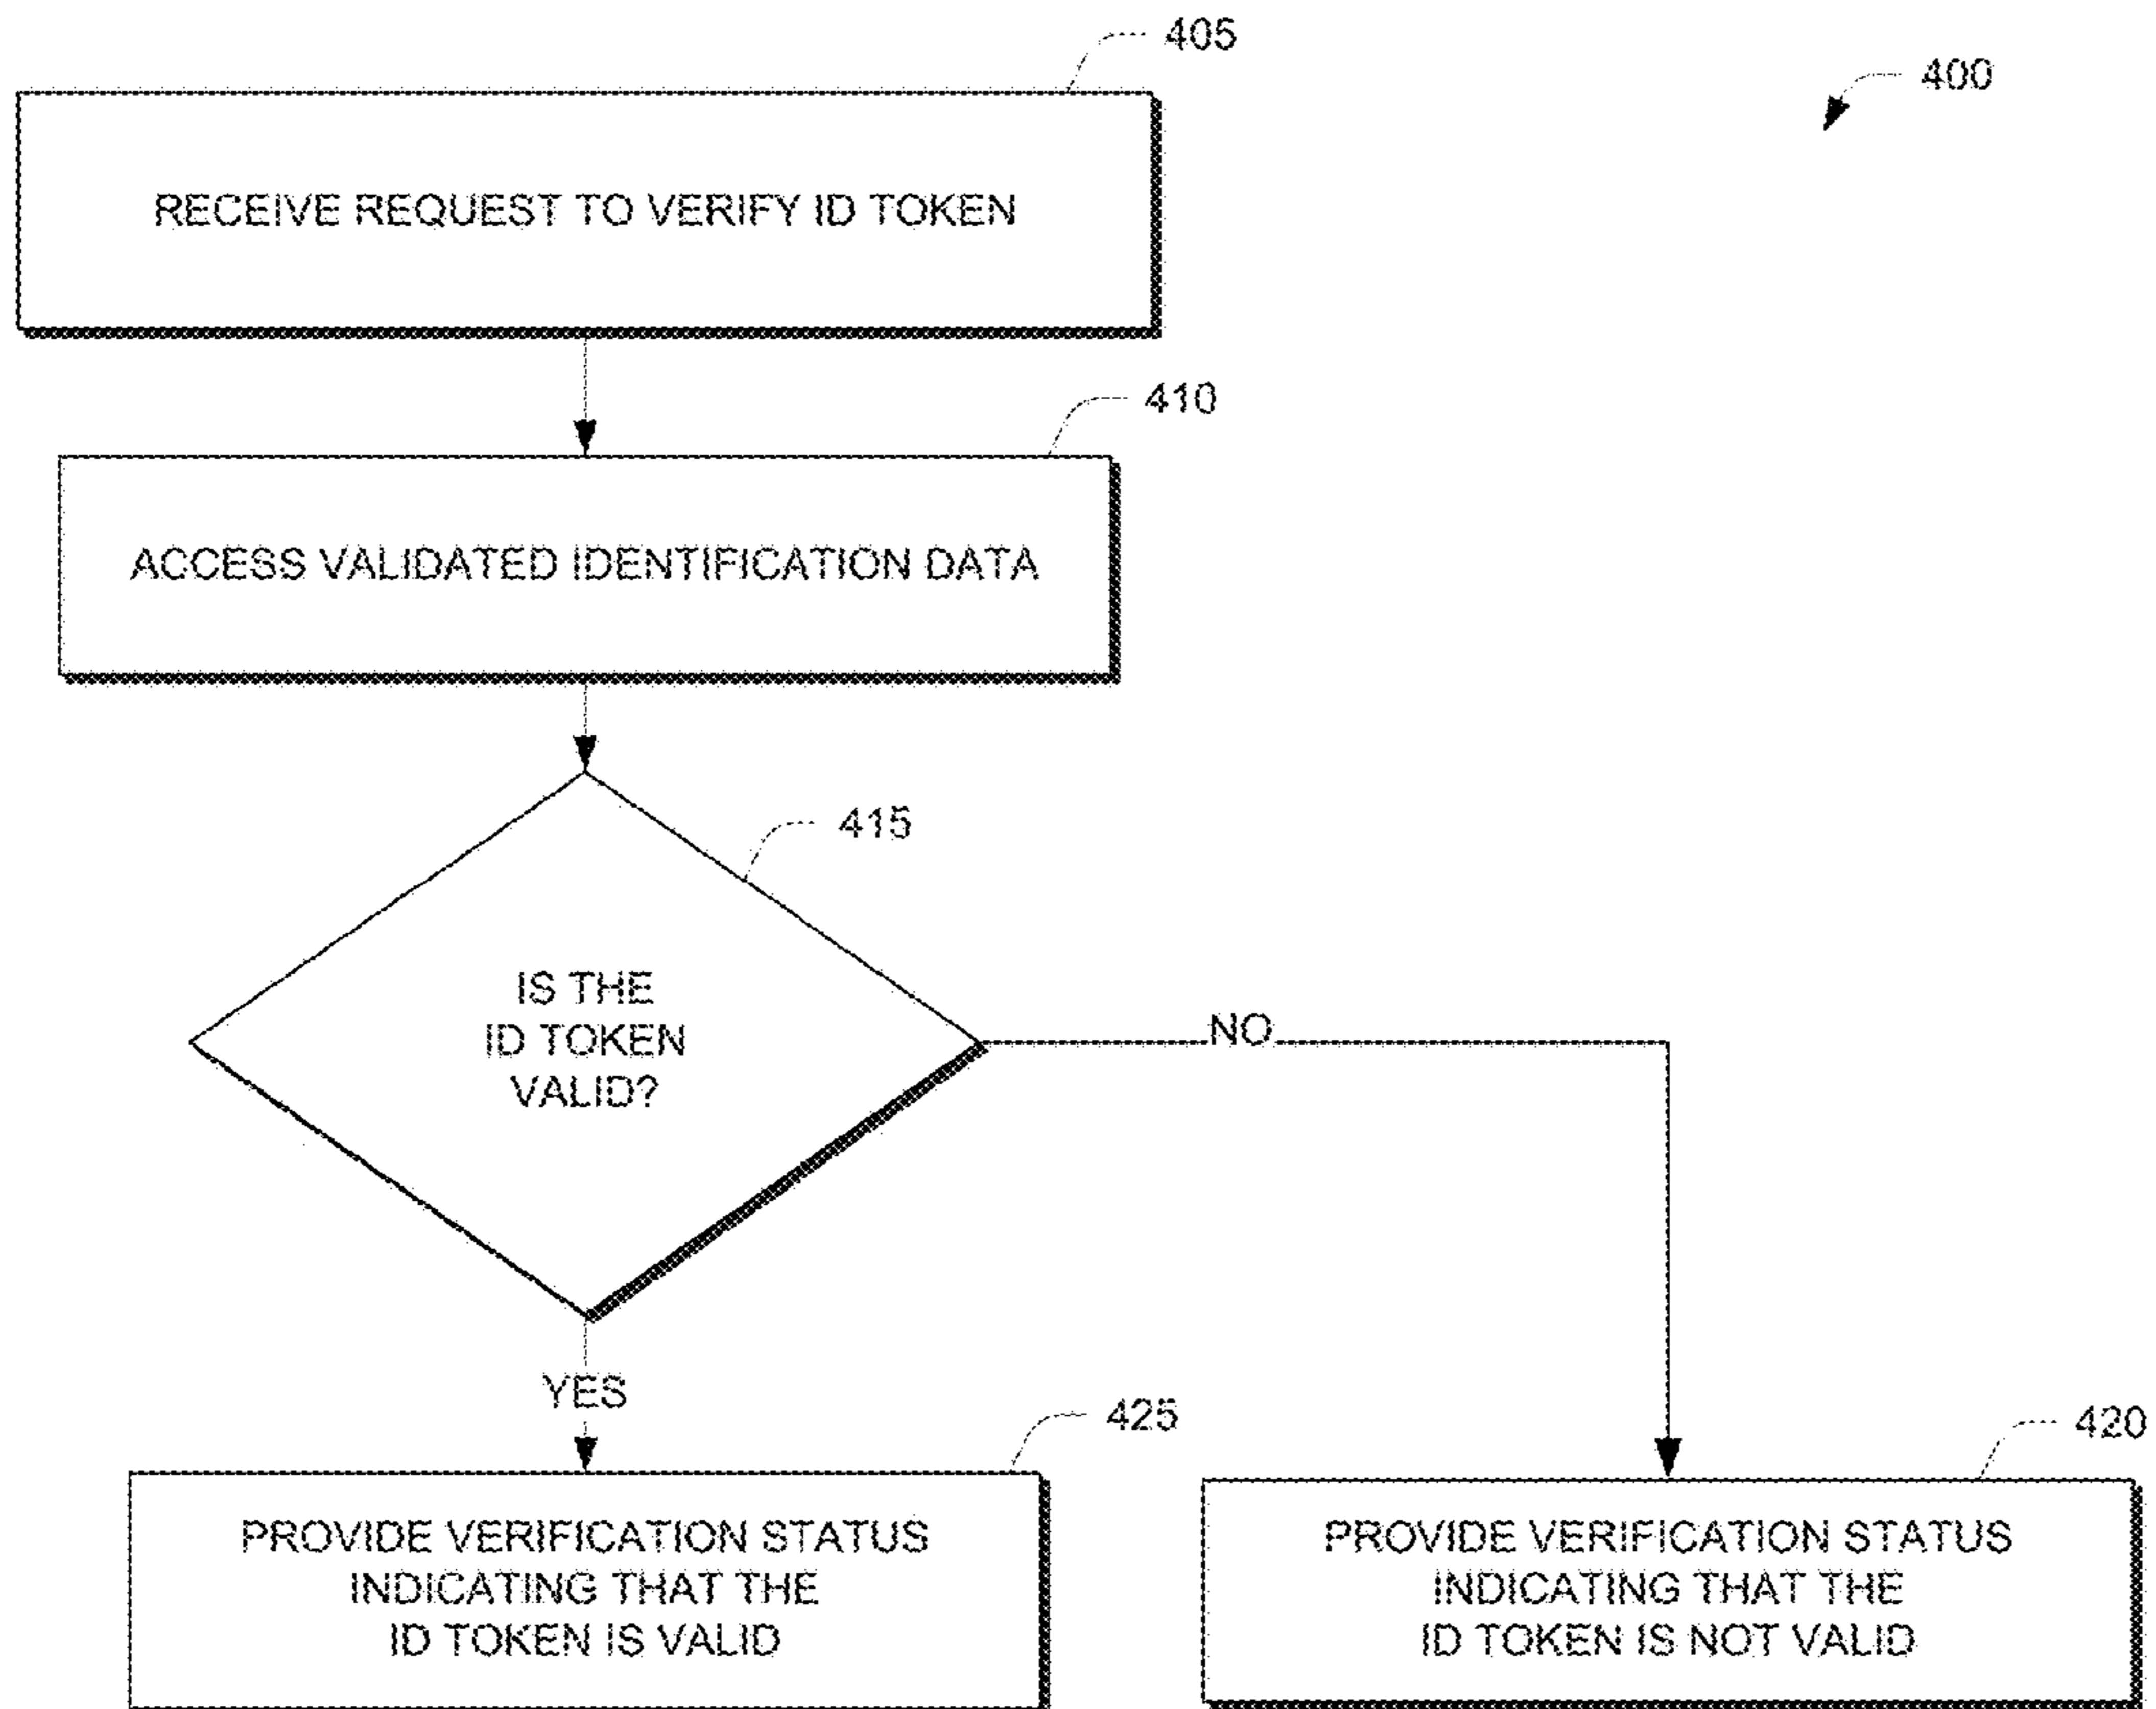 405
400
RECEIVE REQUEST TO VERIFY ID TOKEN
410
ACCESS VALIDATED IDENTIFICATION DATA
415
IS THE
ID TOKEN
VALID?
NO
YES
425
420
PROVIDE VERIFICATION STATUS
INDICATING THAT THE
ID TOKEN IS VALID
PROVIDE VERIFICATION STATUS
INDICATING THAT THE
ID TOKEN IS NOT VALID